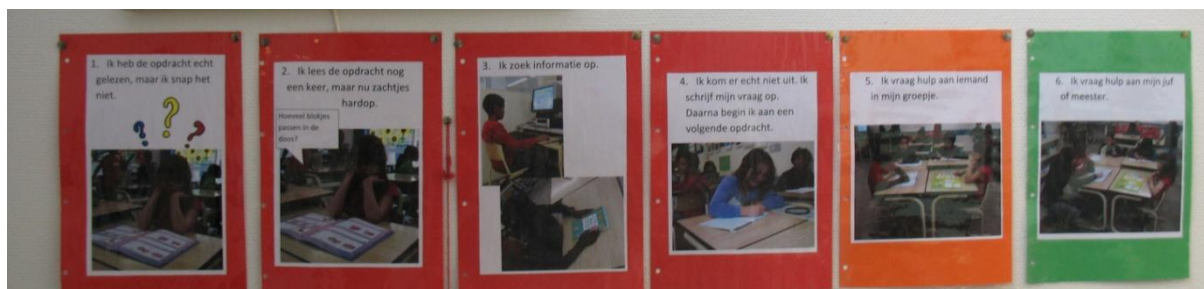 1. Ik heb de opdracht echt
gelezen, maar ik snap het
niet.
? ? ?
2. Ik lees de opdracht nog
een keer, maar nu zachtjes
hardop.
Hoeveel blokjes
passen in de
doos?
3. Ik zoek informatie op.
4. Ik kom er echt niet uit. Ik
schrijf mijn vraag op.
Daarna begin ik aan een
volgende opdracht.
5. Ik vraag hulp aan iemand
in mijn groepje.
6. Ik vraag hulp aan mijn juf
of meester.